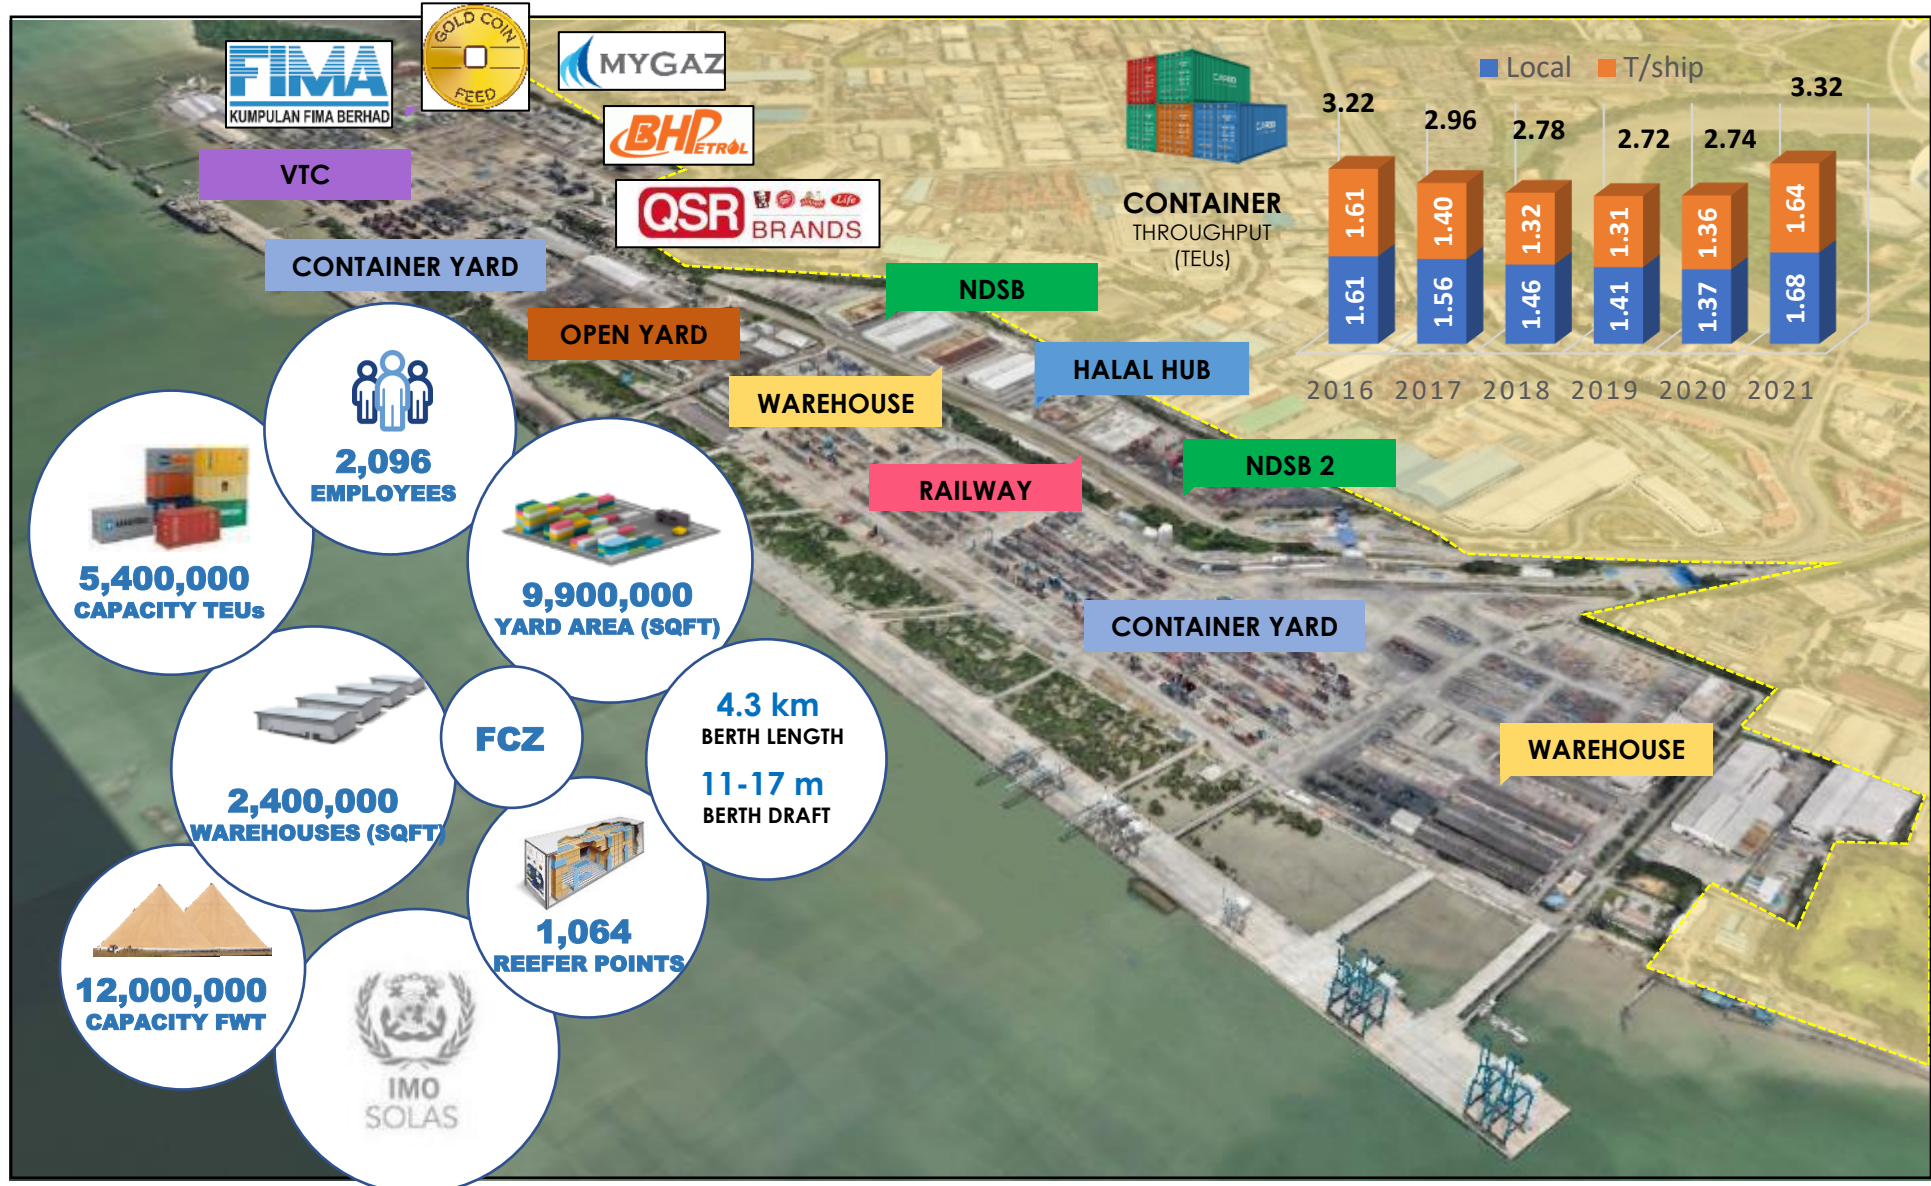 FIMA
KUMPULAN FIMA BERHAD
GOLD COIN
FEED
MYGAZ
BHPETROL
QSR
BRANDS
Life
VTC
CONTAINER YARD
OPEN YARD
WAREHOUSE
RAILWAY
NDSB
HALAL HUB
NDSB 2
CONTAINER YARD
WAREHOUSE
CONTAINER
THROUGHPUT
(TEUs)
Local T/ship
3.22 2.96 2.78 2.72 2.74 3.32
1.61 1.40 1.32 1.31 1.36 1.64
1.61 1.56 1.46 1.41 1.37 1.68
2016 2017 2018 2019 2020 2021
2,096
EMPLOYEES
5,400,000
CAPACITY TEUs
9,900,000
YARD AREA (SQFT)
2,400,000
WAREHOUSES (SQFT)
FCZ
4.3 km
BERTH LENGTH
11-17 m
BERTH DRAFT
1,064
REEFER POINTS
12,000,000
CAPACITY FWT
IMO
SOLAS